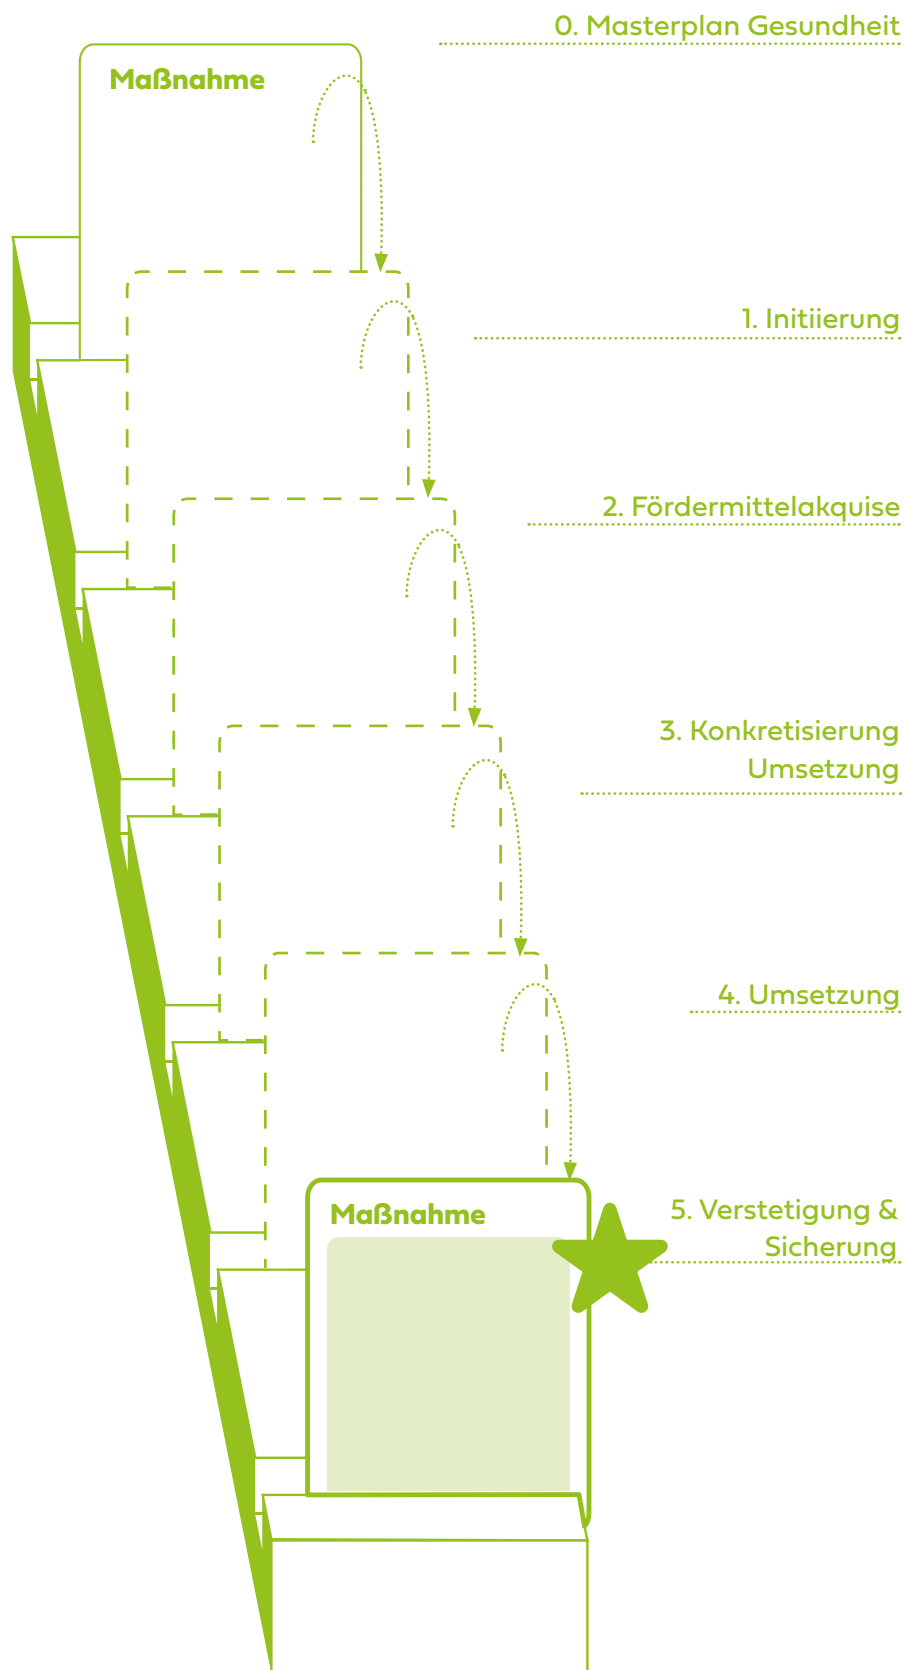 0. Masterplan Gesundheit
Maßnahme
1. Initiierung
2. Fördermittelakquise
3. Konkretisierung
Umsetzung
4. Umsetzung
5. Verstetigung &
Maßnahme
Sicherung